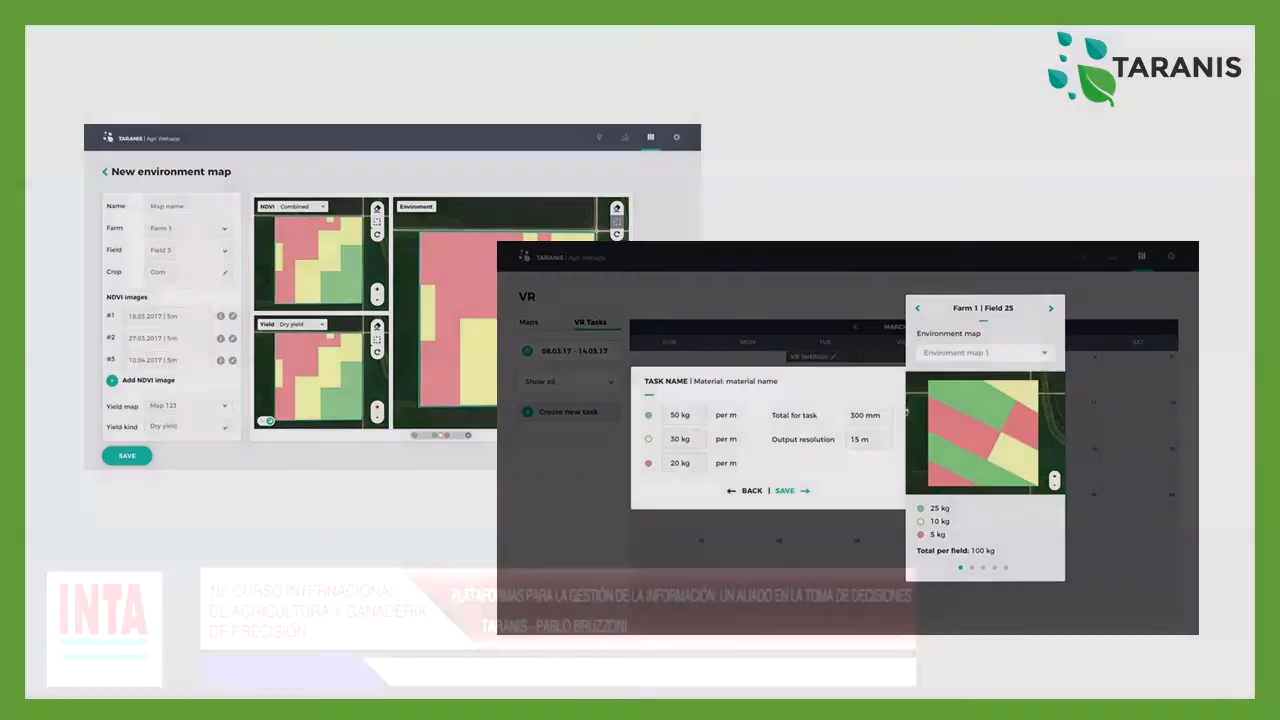 TARANIS
TARANIS | Agri Webapp
New environment map
Name Map name
Farm Farm 1
Field Field 3
Crop Corn
NDVI images
#1 18.03.2017 | 5m
#2 27.03.2017 | 5m
#3 10.04.2017 | 5m
Add NDVI image
Yield map Map 123
Yield kind Dry yield
SAVE
NDVI Combined
Yield Dry yield
Enviroment
TARANIS | Agri Webapp
VR
Maps VR Tasks
08.03.17 - 14.03.17
Show all
Create new task
MARCH
SUN MON TUE WE SAT
VR fertilizer
TASK NAME | Material: material name
50 kg per m Total for task 300 mm
30 kg per m Output resolution 15 m
20 kg per m
BACK | SAVE
Farm 1 | Field 25
Environment map
Enviroment map 1
25 kg
10 kg
5 kg
Total per field: 100 kg
INTA
16° CURSO INTERNACIONAL
DE AGRICULTURA Y GANADERIA
DE PRECISIÓN
PLATAFORMAS PARA LA GESTIÓN DE LA INFORMACIÓN: UN ALIADO EN LA TOMA DE DECISIONES
TARANIS - PABLO BRUZZONI